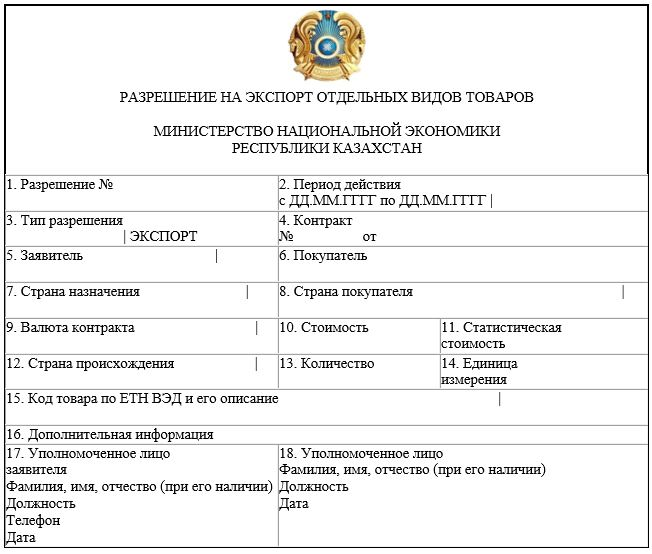 РАЗРЕШЕНИЕ НА ЭКСПОРТ ОТДЕЛЬНЫХ ВИДОВ ТОВАРОВ
МИНИСТЕРСТВО НАЦИОНАЛЬНОЙ ЭКОНОМИКИ
РЕСПУБЛИКИ КАЗАХСТАН
1. Разрешение №
2. Период действия
с ДД.ММ.ГГГГ по ДД.ММ.ГГГГ |
3. Тип разрешения
| ЭКСПОРТ
4. Контракт
№ от
5. Заявитель |
6. Покупатель
7. Страна назначения |
8. Страна покупателя |
9. Валюта контракта |
10. Стоимость
11. Статистическая
стоимость
12. Страна происхождения |
13. Количество
14. Единица
измерения
15. Код товара по ЕТН ВЭД и его описание |
16. Дополнительная информация
17. Уполномоченное лицо
заявителя
Фамилия, имя, отчество (при его наличии)
Должность
Телефон
Дата
18. Уполномоченное лицо
Фамилия, имя, отчество (при его наличии)
Должность
Дата